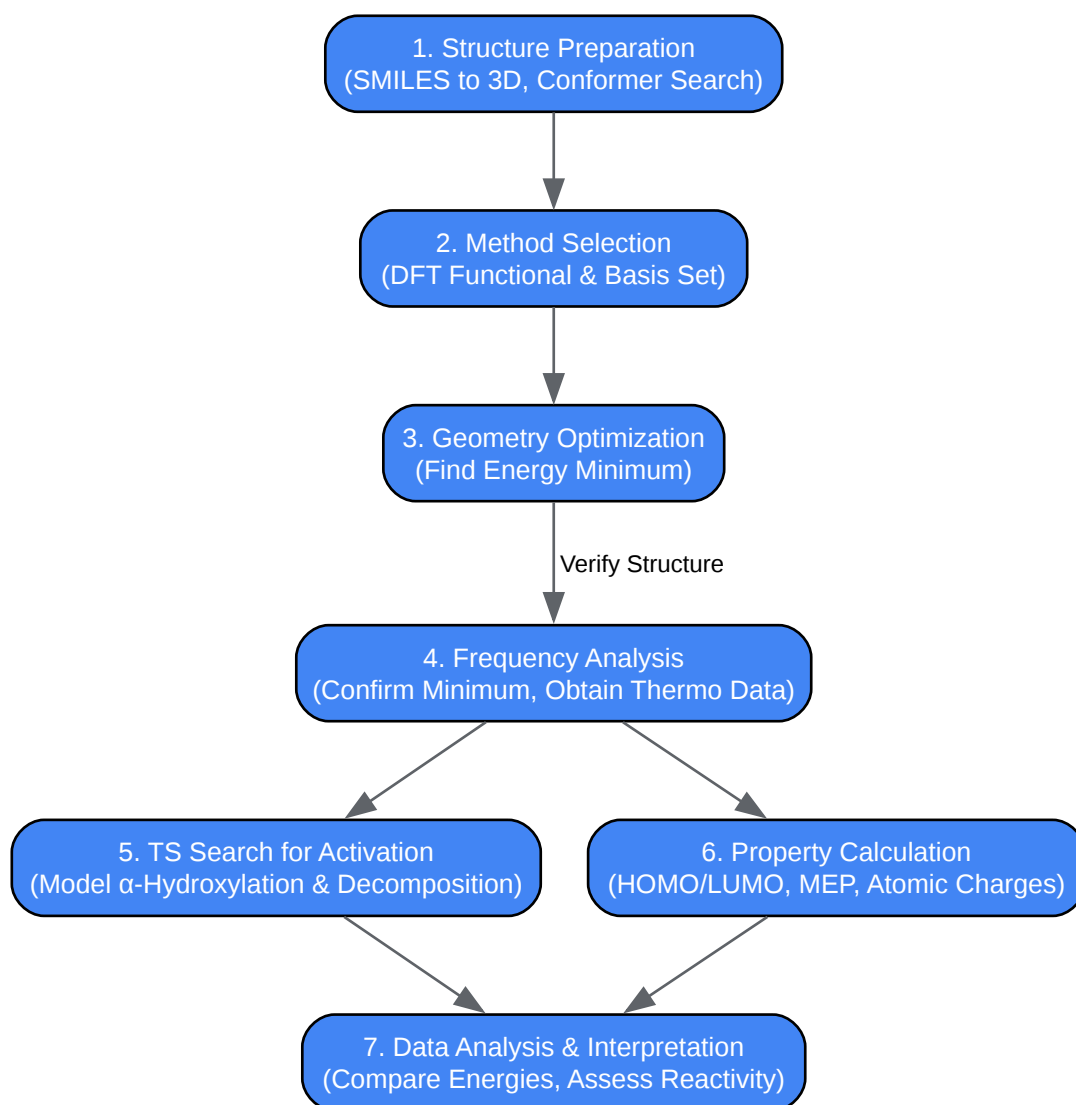 1. Structure Preparation
(SMILES to 3D, Conformer Search)
2. Method Selection
(DFT Functional & Basis Set)
3. Geometry Optimization
(Find Energy Minimum)
Verify Structure
4. Frequency Analysis
(Confirm Minimum, Obtain Thermo Data)
5. TS Search for Activation
(Model α-Hydroxylation & Decomposition)
6. Property Calculation
(HOMO/LUMO, MEP, Atomic Charges)
7. Data Analysis & Interpretation
(Compare Energies, Assess Reactivity)